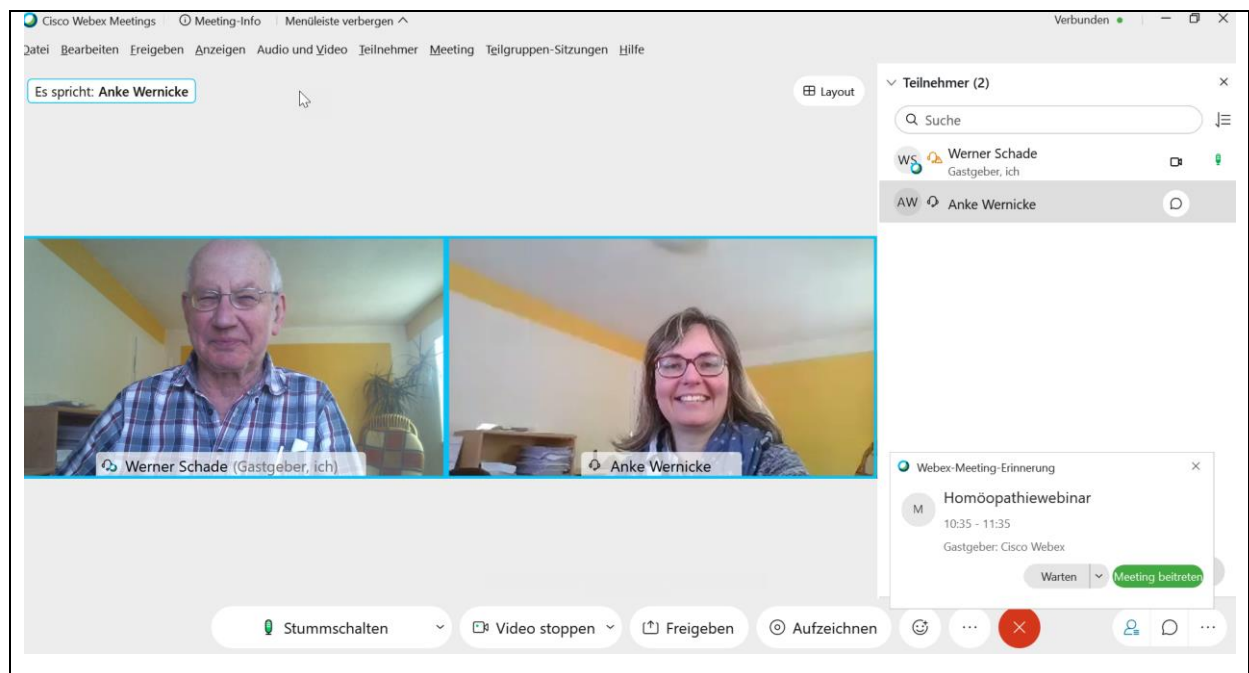 Cisco Webex Meetings Meeting-Info Menüleiste verbergen Verbunden
Datei Bearbeiten Freigeben Anzeigen Audio und Video Teilnehmer Meeting Teilgruppen-Sitzungen Hilfe
Es spricht: Anke Wernicke
Layout
Teilnehmer (2)
Suche
WS Werner Schade
Gastgeber, ich
AW Anke Wernicke
Werner Schade (Gastgeber, ich)
Anke Wernicke
Webex-Meeting-Erinnerung
M
Homöopathiewebinar
10:35 - 11:35
Gastgeber: Cisco Webex
Warten Meeting beitreten
Stummschalten Video stoppen Freigeben Aufzeichnen